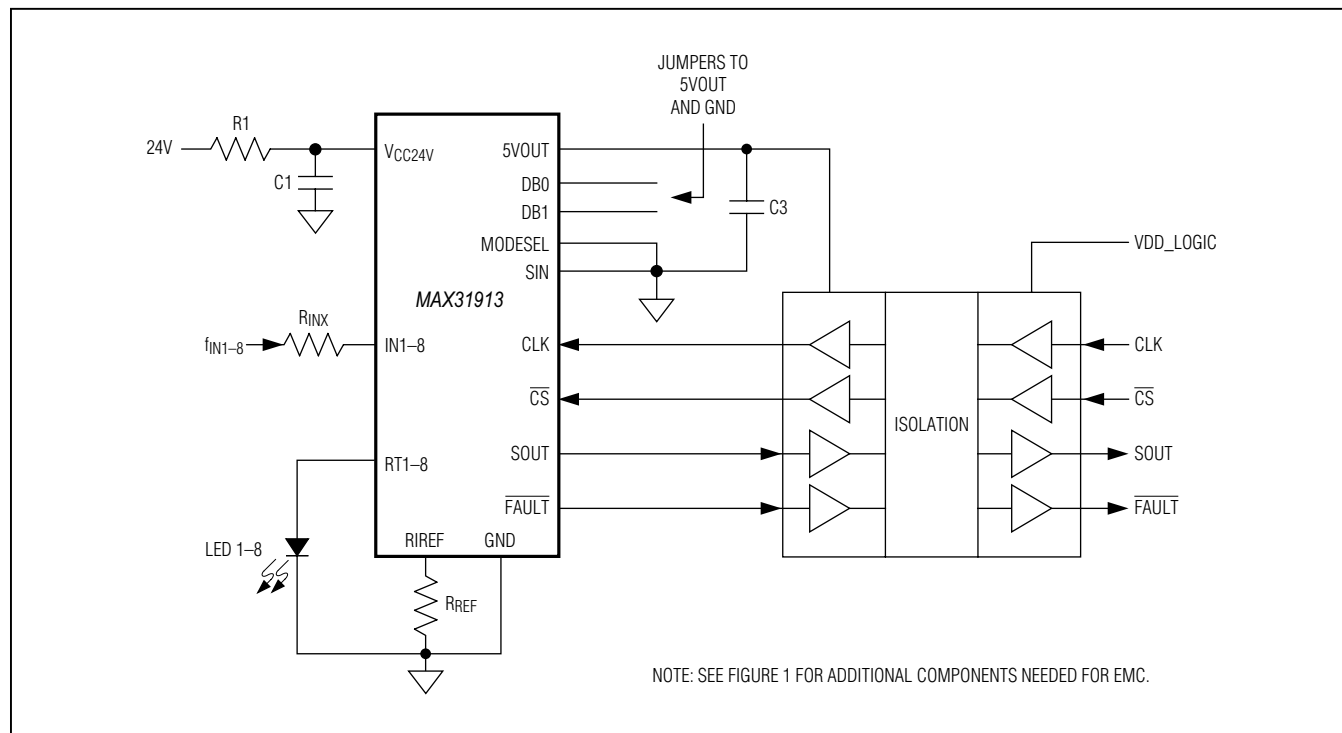 JUMPERS TO
5VOUT
AND GND
24V
R1
C1
VCC24V
5VOUT
DB0
DB1
C3
MODESEL
SIN
VDD_LOGIC
MAX31913
fIN1–8
RINX
IN1–8
CLK
CLK
CS
CS
ISOLATION
RT1–8
SOUT
SOUT
FAULT
FAULT
RIREF
GND
LED 1–8
RREF
NOTE: SEE FIGURE 1 FOR ADDITIONAL COMPONENTS NEEDED FOR EMC.